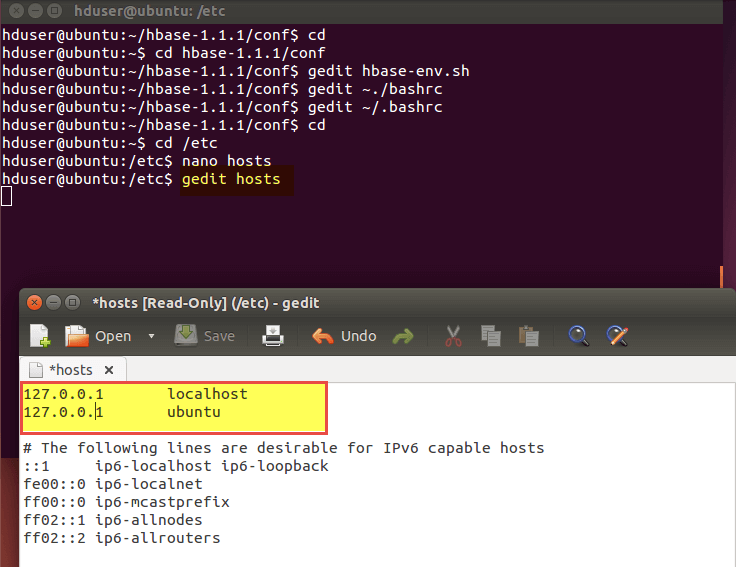 hduser@ubuntu: /etc
hduser@ubuntu:~/hbase-1.1.1/conf$ cd
hduser@ubuntu:~$ cd hbase-1.1.1/conf
hduser@ubuntu:~/hbase-1.1.1/conf$ gedit hbase-env.sh
hduser@ubuntu:~/hbase-1.1.1/conf$ gedit ~./bashrc
hduser@ubuntu:~/hbase-1.1.1/conf$ gedit ~/.bashrc
hduser@ubuntu:~/hbase-1.1.1/conf$ cd
hduser@ubuntu:~$ cd /etc
hduser@ubuntu:/etc$ nano hosts
hduser@ubuntu:/etc$ gedit hosts
*hosts [Read-Only] (/etc) - gedit
Open Save Undo
*hosts
127.0.0.1 localhost
127.0.0.1 ubuntu
# The following lines are desirable for IPv6 capable hosts
::1 ip6-localhost ip6-loopback
fe00::0 ip6-localnet
ff00::0 ip6-mcastprefix
ff02::1 ip6-allnodes
ff02::2 ip6-allrouters